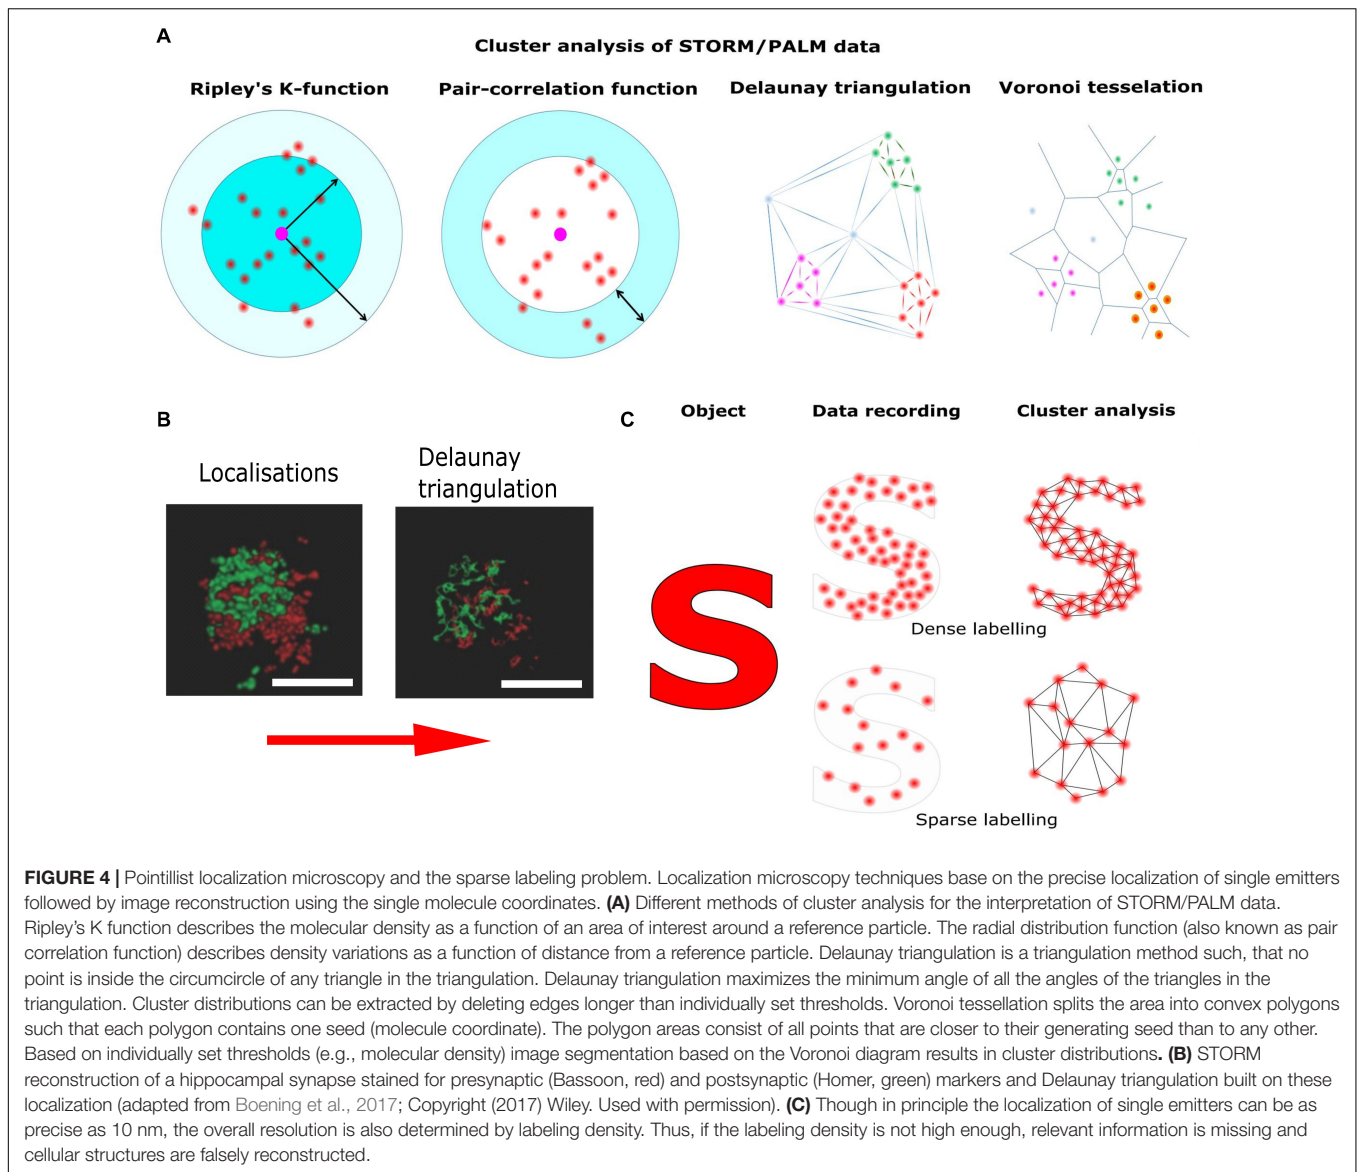 A
Cluster analysis of STORM/PALM data
Ripley's K-function
Pair-correlation function
Delaunay triangulation
Voronoi tesselation
B
Localisations
Delaunay
triangulation
C
Object
Data recording
Cluster analysis
Dense labelling
Sparse labelling
FIGURE 4 | Pointillist localization microscopy and the sparse labeling problem. Localization microscopy techniques base on the precise localization of single emitters
followed by image reconstruction using the single molecule coordinates. (A) Different methods of cluster analysis for the interpretation of STORM/PALM data.
Ripley's K function describes the molecular density as a function of an area of interest around a reference particle. The radial distribution function (also known as pair
correlation function) describes density variations as a function of distance from a reference particle. Delaunay triangulation is a triangulation method such, that no
point is inside the circumcircle of any triangle in the triangulation. Delaunay triangulation maximizes the minimum angle of all the angles of the triangles in the
triangulation. Cluster distributions can be extracted by deleting edges longer than individually set thresholds. Voronoi tessellation splits the area into convex polygons
such that each polygon contains one seed (molecule coordinate). The polygon areas consist of all points that are closer to their generating seed than to any other.
Based on individually set thresholds (e.g., molecular density) image segmentation based on the Voronoi diagram results in cluster distributions. (B) STORM
reconstruction of a hippocampal synapse stained for presynaptic (Bassoon, red) and postsynaptic (Homer, green) markers and Delaunay triangulation built on these
localization (adapted from Boening et al., 2017; Copyright (2017) Wiley. Used with permission). (C) Though in principle the localization of single emitters can be as
precise as 10 nm, the overall resolution is also determined by labeling density. Thus, if the labeling density is not high enough, relevant information is missing and
cellular structures are falsely reconstructed.
S